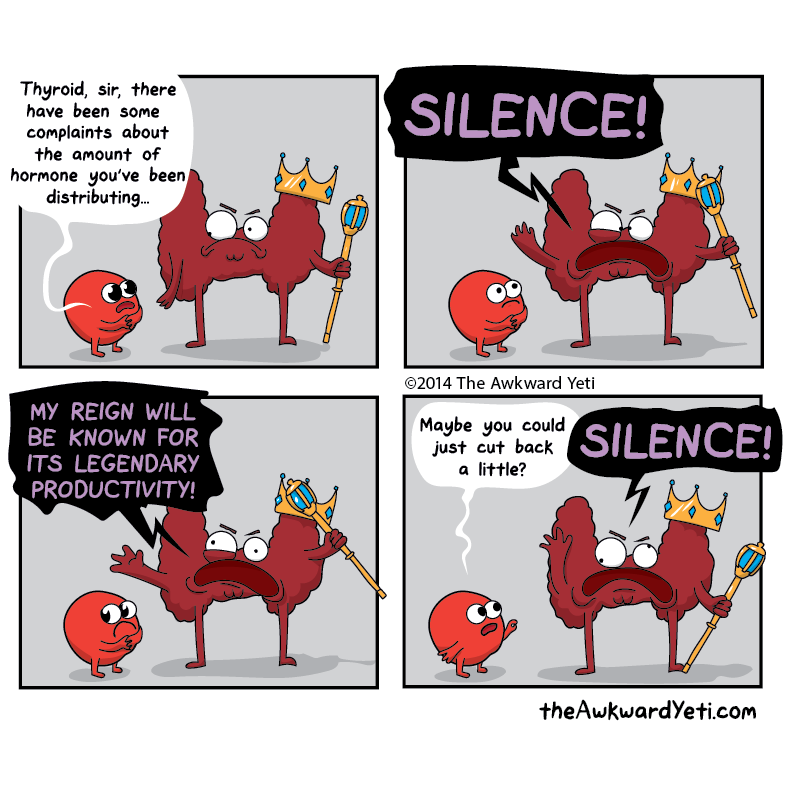 Thyroid, sir, there
have been some
complaints about
the amount of
hormone you've been
distributing...
SILENCE!
©2014 The Awkward Yeti
MY REIGN WILL
BE KNOWN FOR
ITS LEGENDARY
PRODUCTIVITY!
Maybe you could
just cut back
a little?
SILENCE!
theAwkwardYeti.com